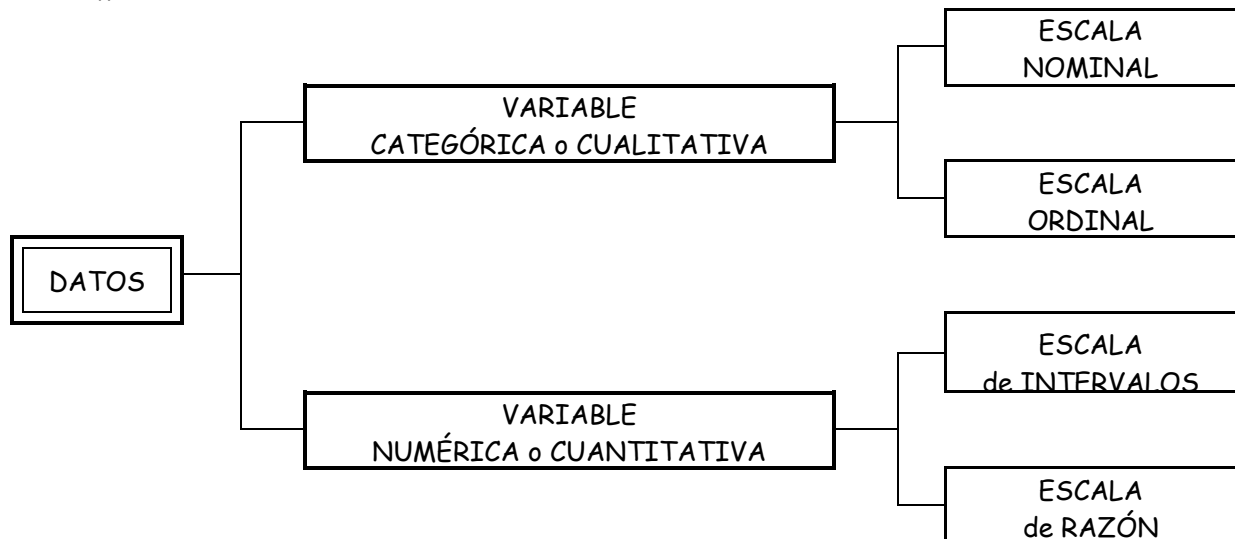 DATOS
VARIABLE
CATEGÓRICA o CUALITATIVA
ESCALA
NOMINAL
ESCALA
ORDINAL
VARIABLE
NUMÉRICA o CUANTITATIVA
ESCALA
de INTERVALOS
ESCALA
de RAZÓN